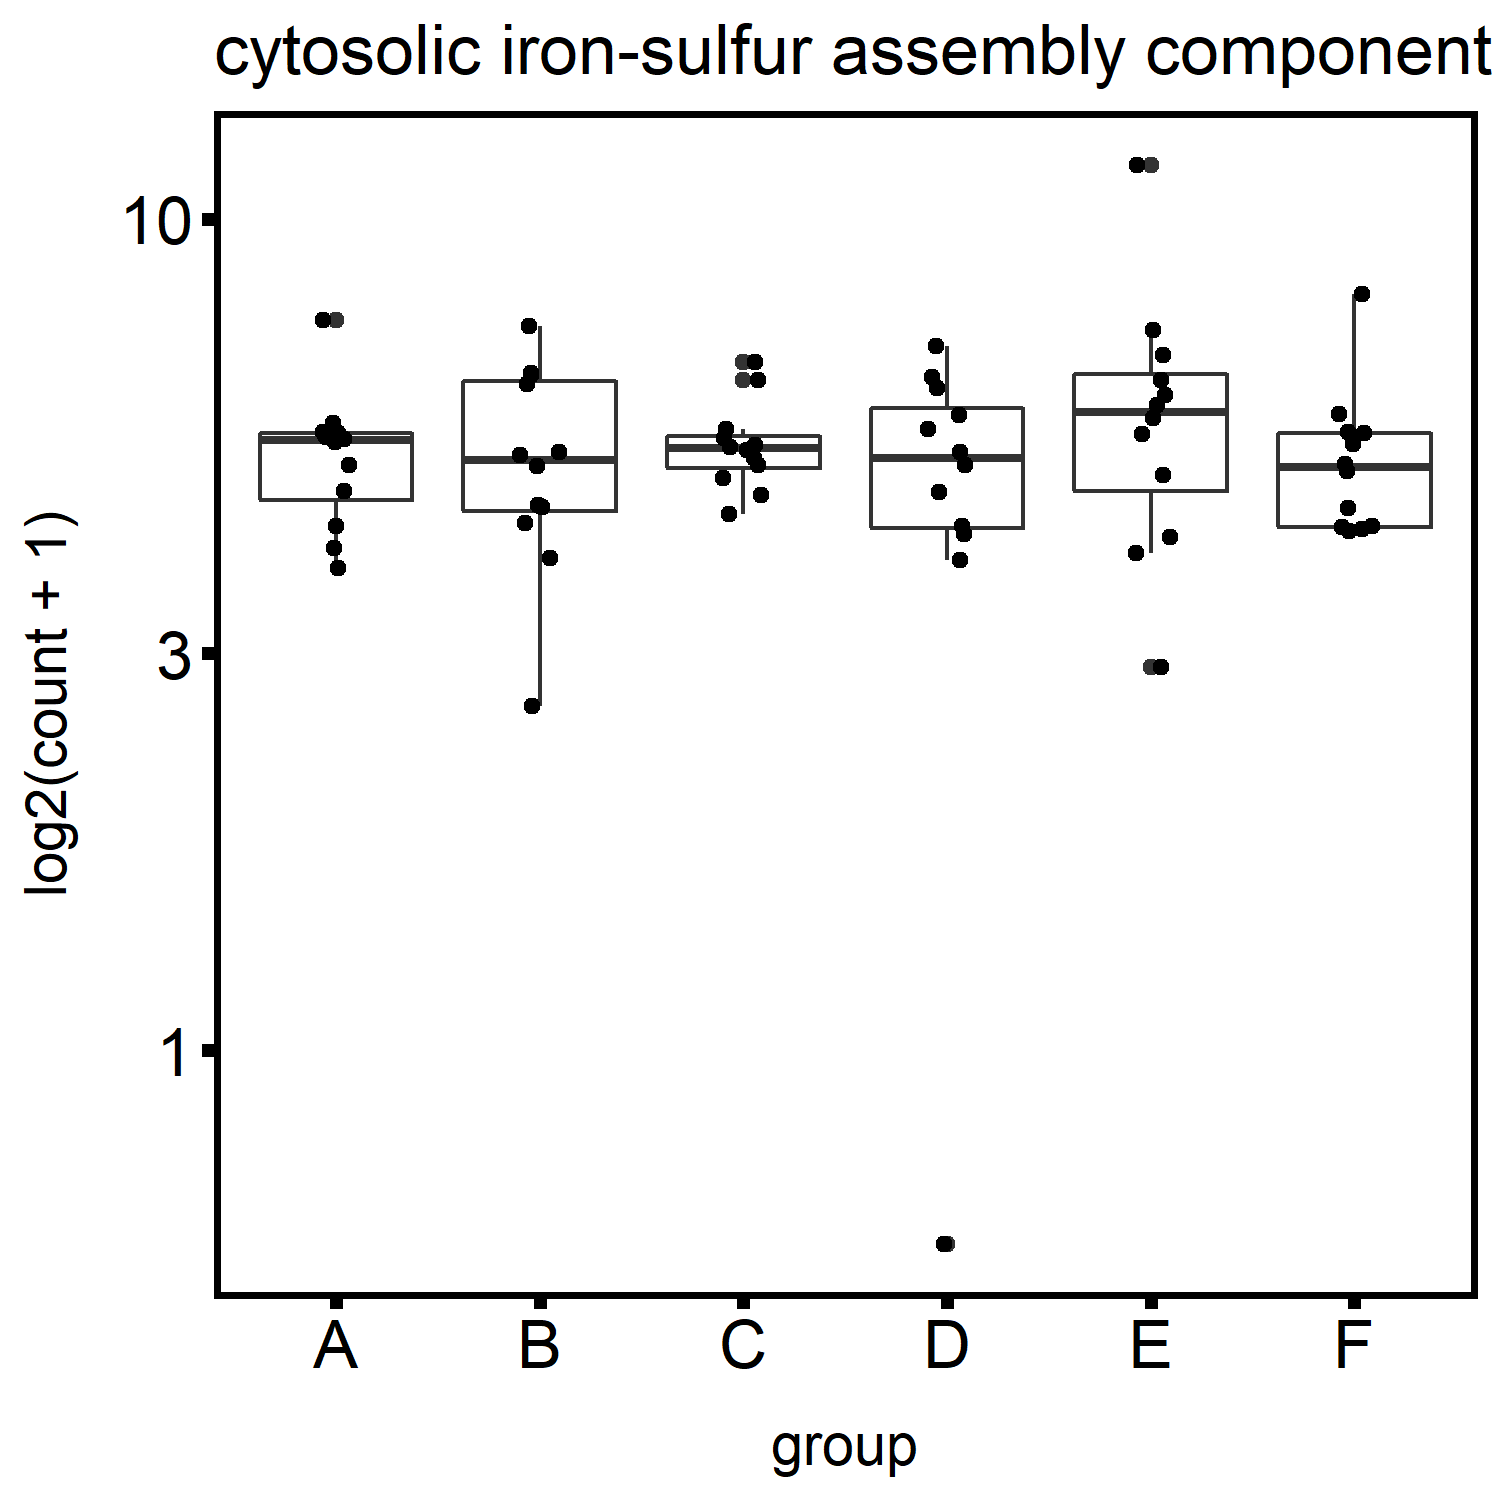 cytosolic iron-sulfur assembly component
log2(count + 1)
10
3
1
A B C D E F
group